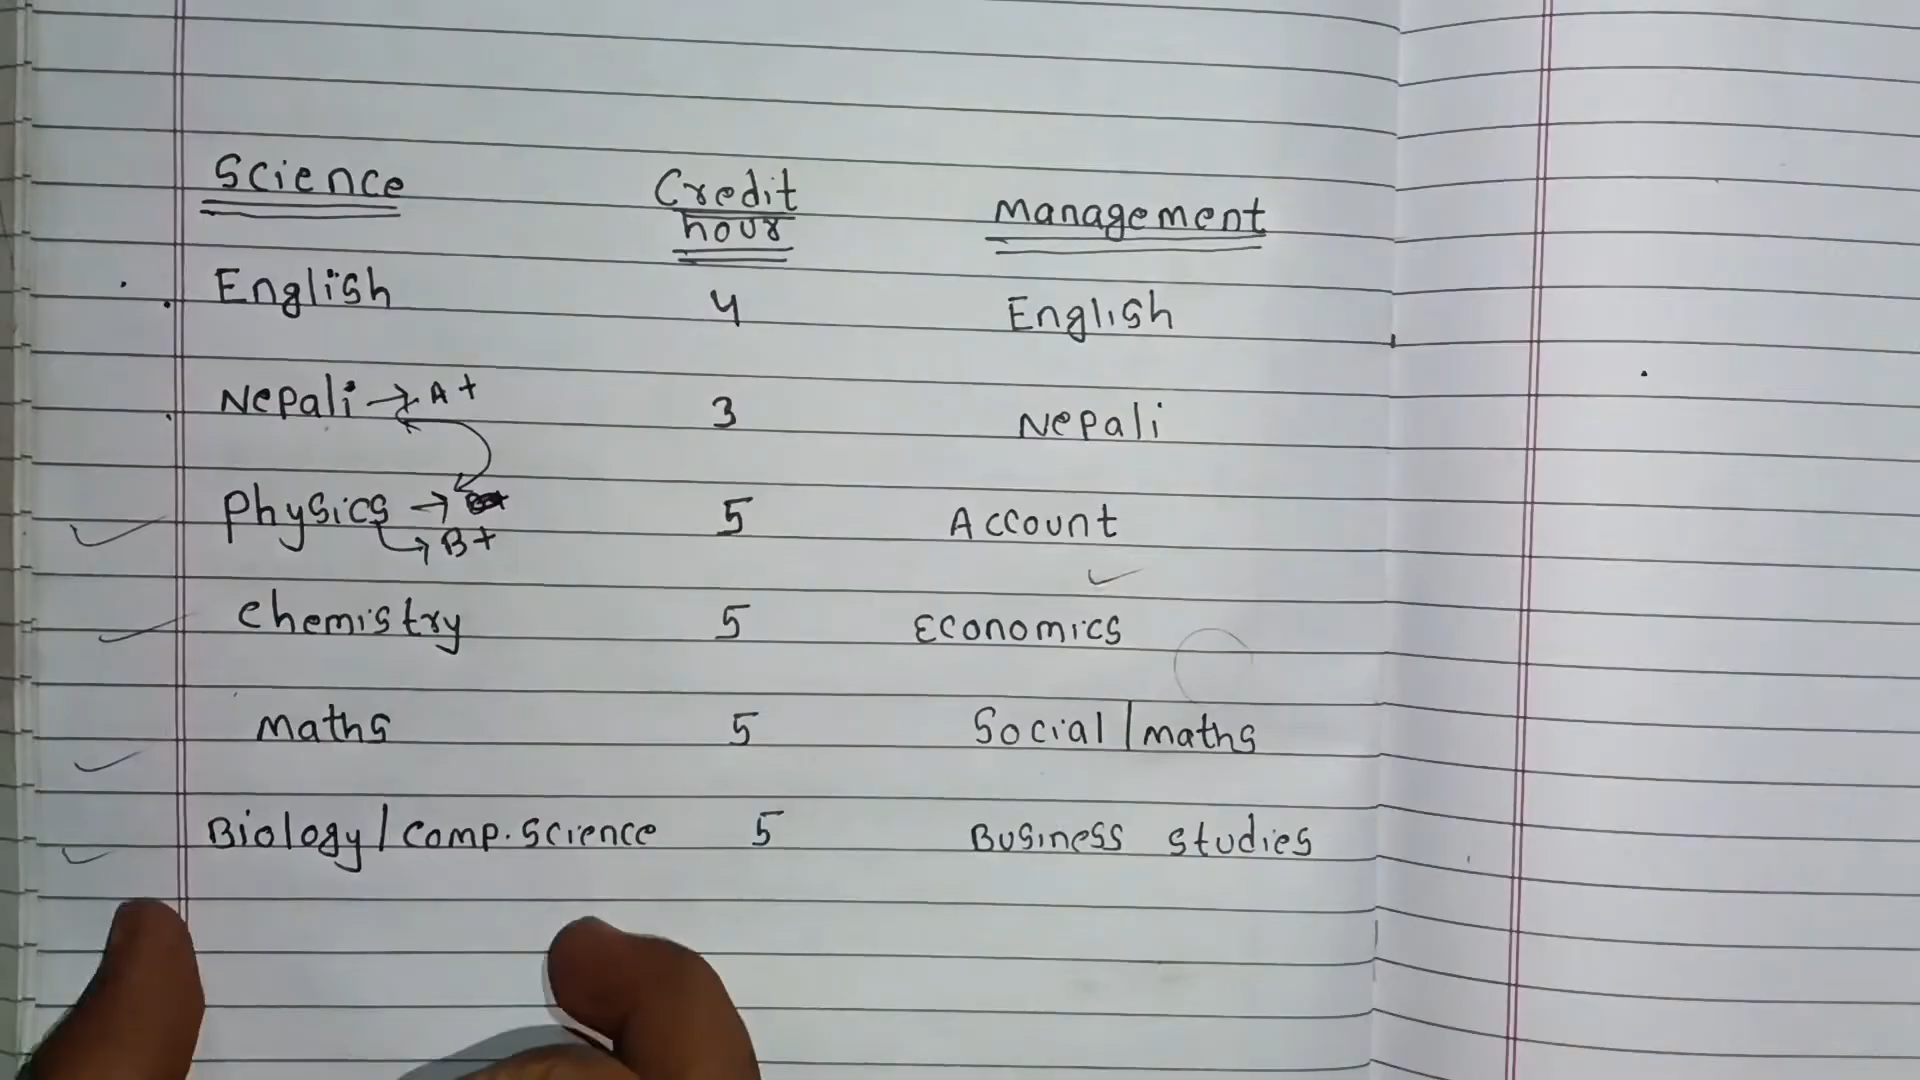 Science Credit hour Management
English 4 English
Nepali → A+ 3 Nepali
Physics → 5 Account
→ B+
chemistry 5 Economics
maths 5 Social | maths
Biology | comp. science 5 Business studies